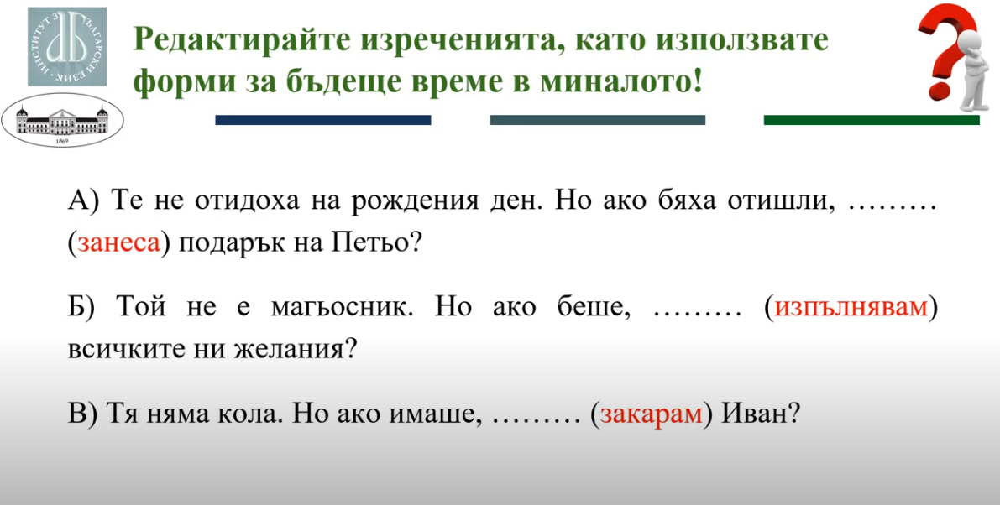 ИНСТИТУТ ЗА БЪЛГАРСКИ ЕЗИК
1869
Редактирайте изреченията, като използвате
форми за бъдеще време в миналото!
А) Те не отидоха на рождения ден. Но ако бяха отишли, ………
(занеса) подарък на Петьо?
Б) Той не е магьосник. Но ако беше, ……… (изпълнявам)
всичките ни желания?
В) Тя няма кола. Но ако имаше, ……… (закарам) Иван?